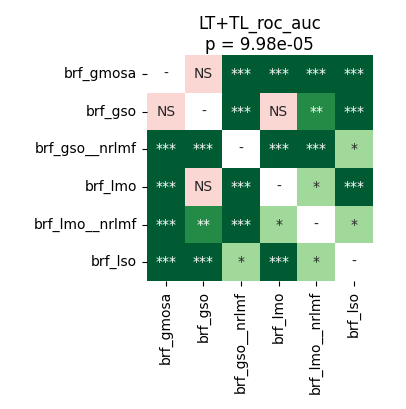 LT+TL_roc_auc
p = 9.98e-05
brf_gmosa - NS *** *** *** ***
brf_gso NS - *** NS ** ***
brf_gso__nrlmf *** *** - *** *** *
brf_lmo *** NS *** - * ***
brf_lmo__nrlmf *** ** *** * - *
brf_lso *** *** * *** * -
brf_gmosa
brf_gso
brf_gso__nrlmf
brf_lmo
brf_lmo__nrlmf
brf_lso